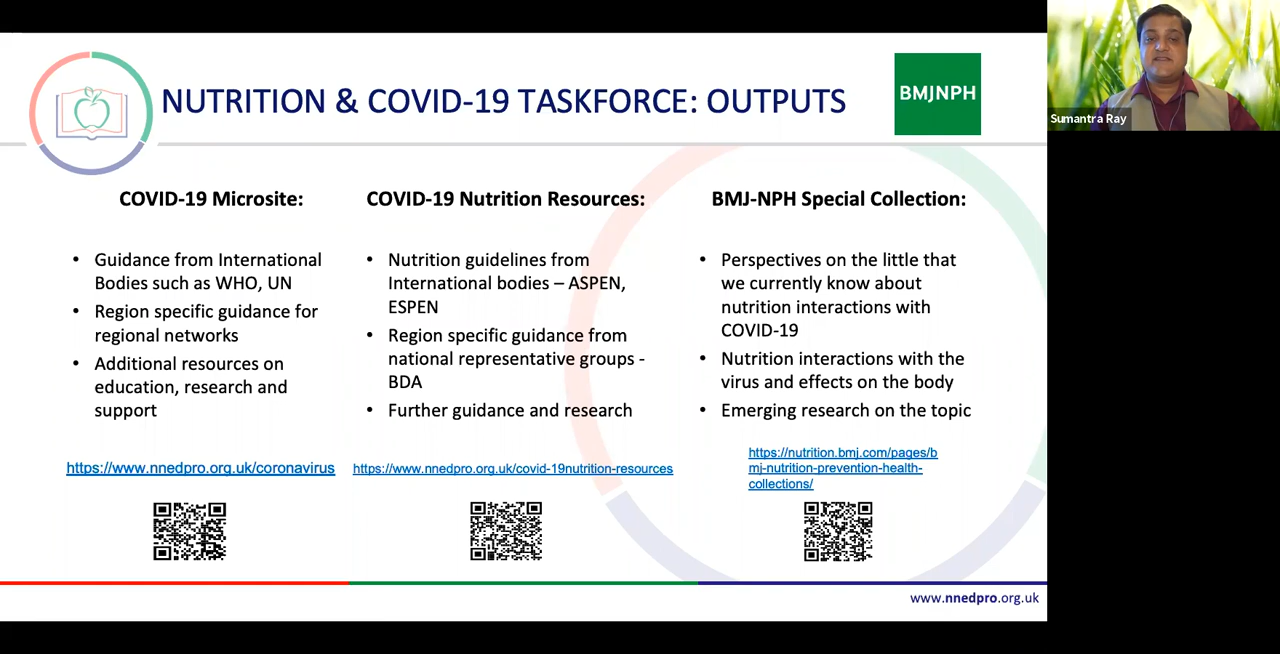 NUTRITION & COVID-19 TASKFORCE: OUTPUTS
BMJNPH
Sumantra Ray
COVID-19 Microsite:
• Guidance from International
Bodies such as WHO, UN
• Region specific guidance for
regional networks
• Additional resources on
education, research and
support
https://www.nnedpro.org.uk/coronavirus
COVID-19 Nutrition Resources:
• Nutrition guidelines from
International bodies – ASPEN,
ESPEN
• Region specific guidance from
national representative groups -
BDA
• Further guidance and research
https://www.nnedpro.org.uk/covid-19nutrition-resources
BMJ-NPH Special Collection:
• Perspectives on the little that
we currently know about
nutrition interactions with
COVID-19
• Nutrition interactions with the
virus and effects on the body
• Emerging research on the topic
https://nutrition.bmj.com/pages/b
mj-nutrition-prevention-health-
collections/
www.nnedpro.org.uk